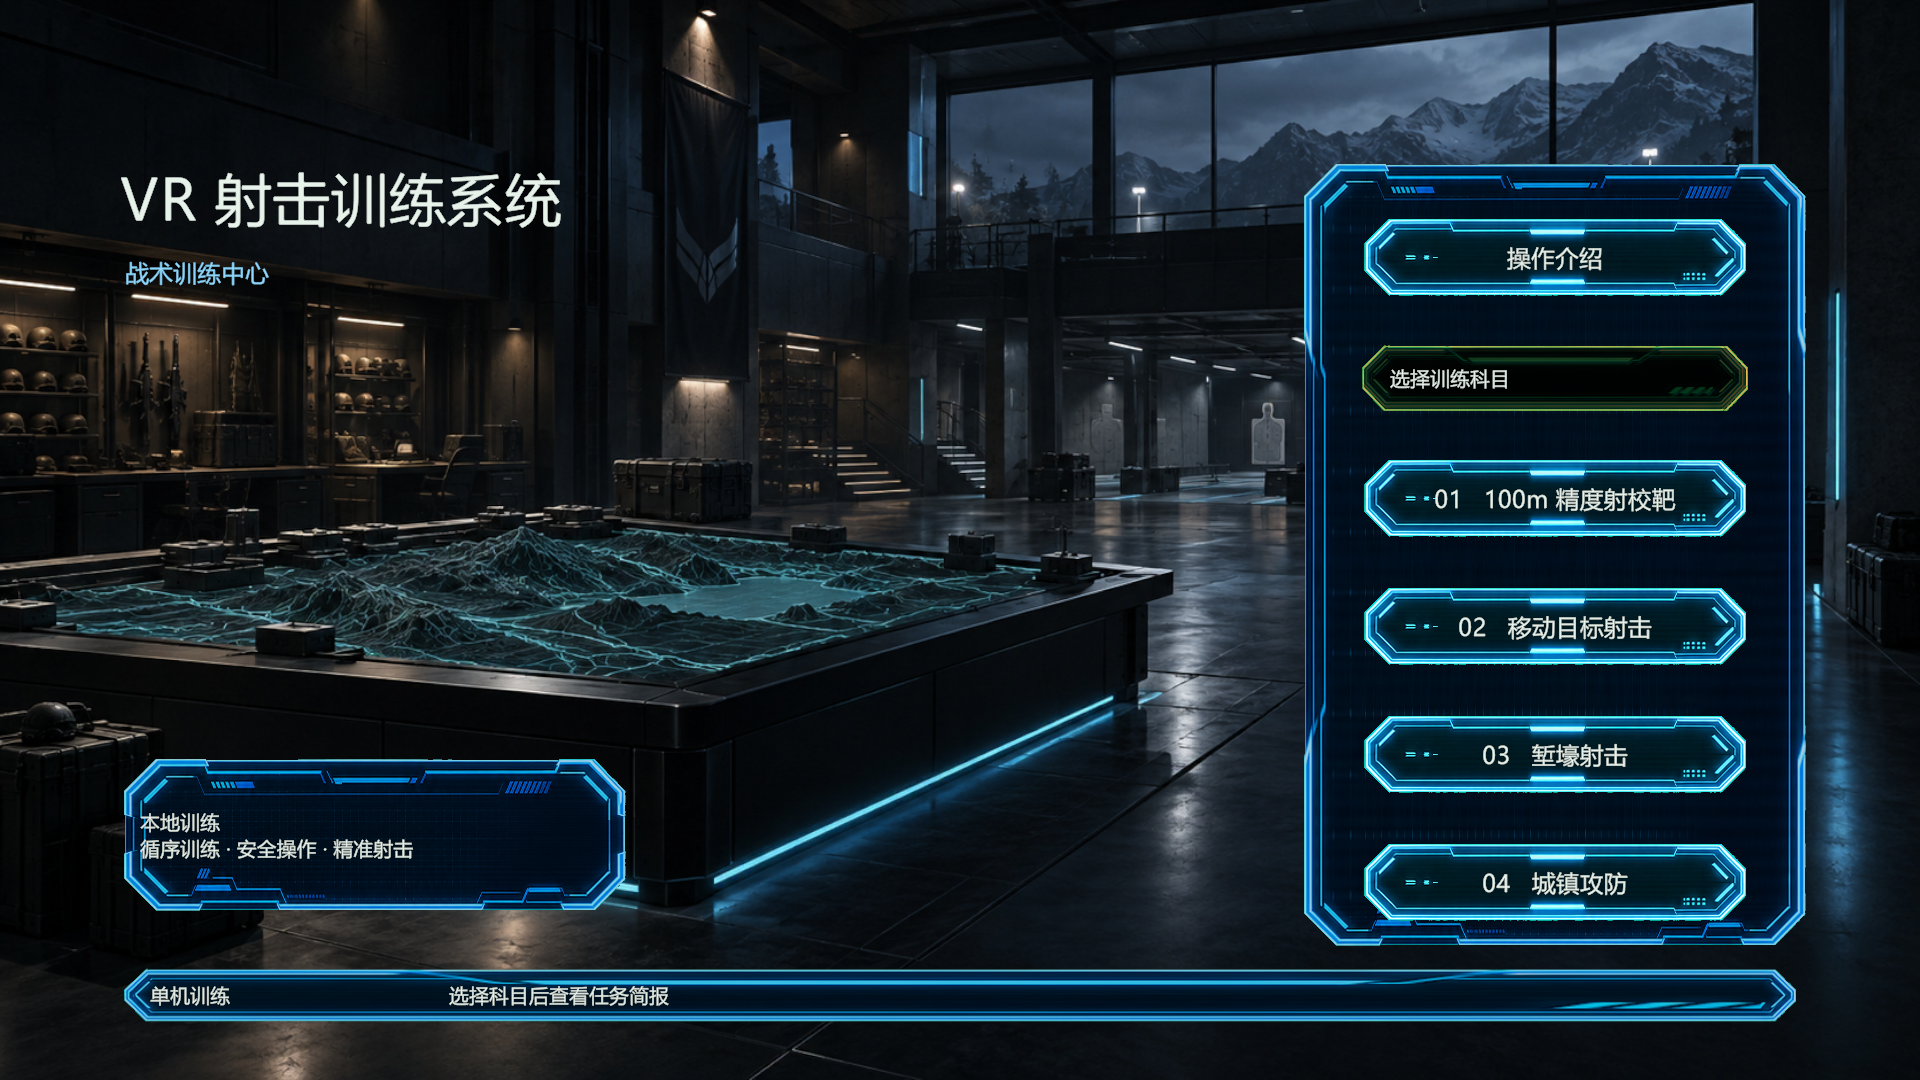 VR 射击训练系统
战术训练中心
操作介绍
选择训练科目
01 100m 精度射校靶
02 移动目标射击
03 堑壕射击
04 城镇攻防
本地训练
循序训练 · 安全操作 · 精准射击
单机训练 选择科目后查看任务简报